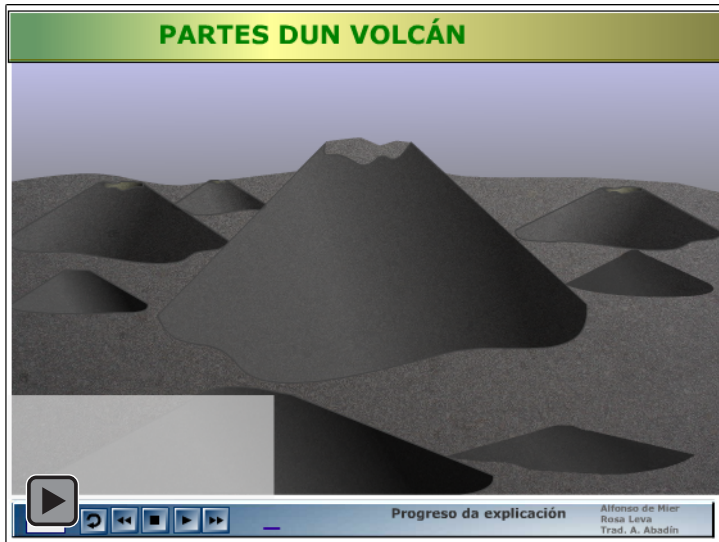 PARTES DUN VOLCÁN
Progreso da explicación
Alfonso de Mier
Rosa Leva
Trad. A. Abadín